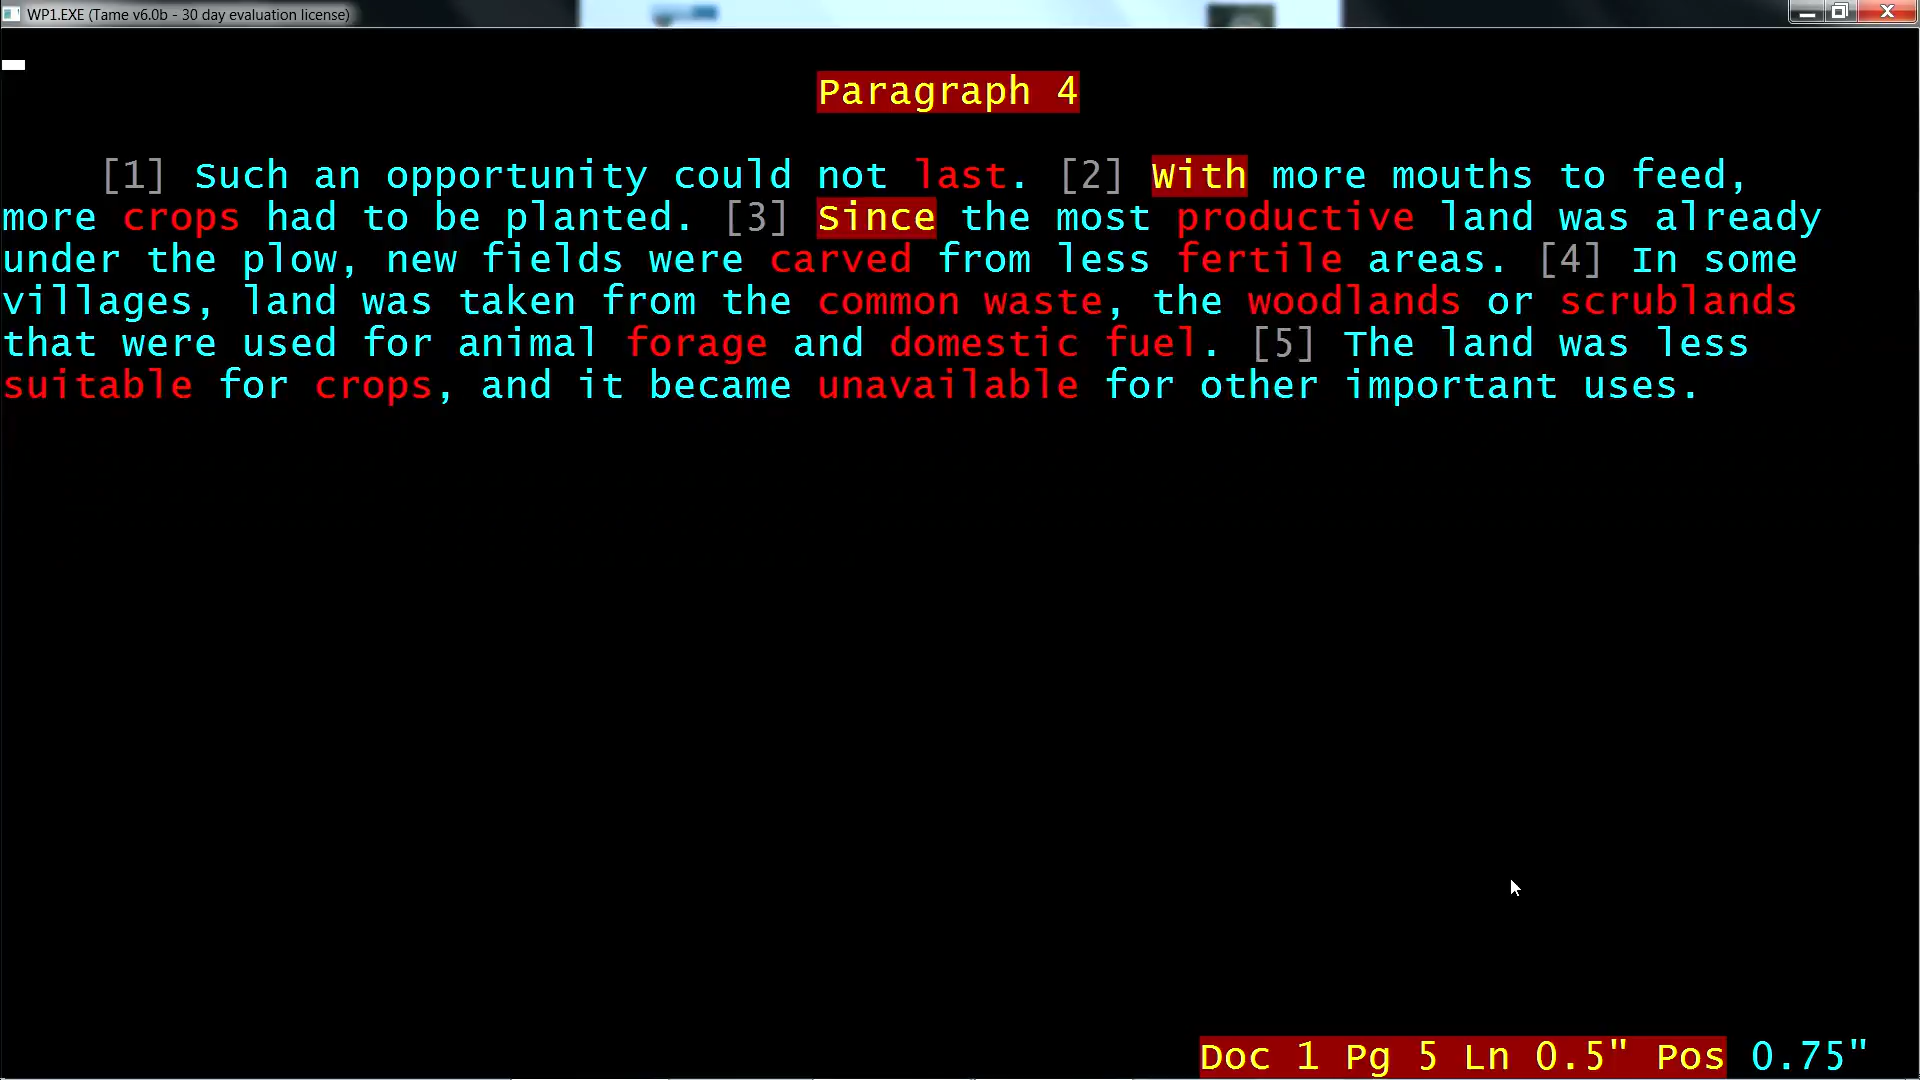 WP1.EXE (Tame v6.0b - 30 day evaluation license)
Paragraph 4
[1] Such an opportunity could not last. [2] With more mouths to feed,
more crops had to be planted. [3] Since the most productive land was already
under the plow, new fields were carved from less fertile areas. [4] In some
villages, land was taken from the common waste, the woodlands or scrublands
that were used for animal forage and domestic fuel. [5] The land was less
suitable for crops, and it became unavailable for other important uses.
Doc 1 Pg 5 Ln 0.5" Pos 0.75"